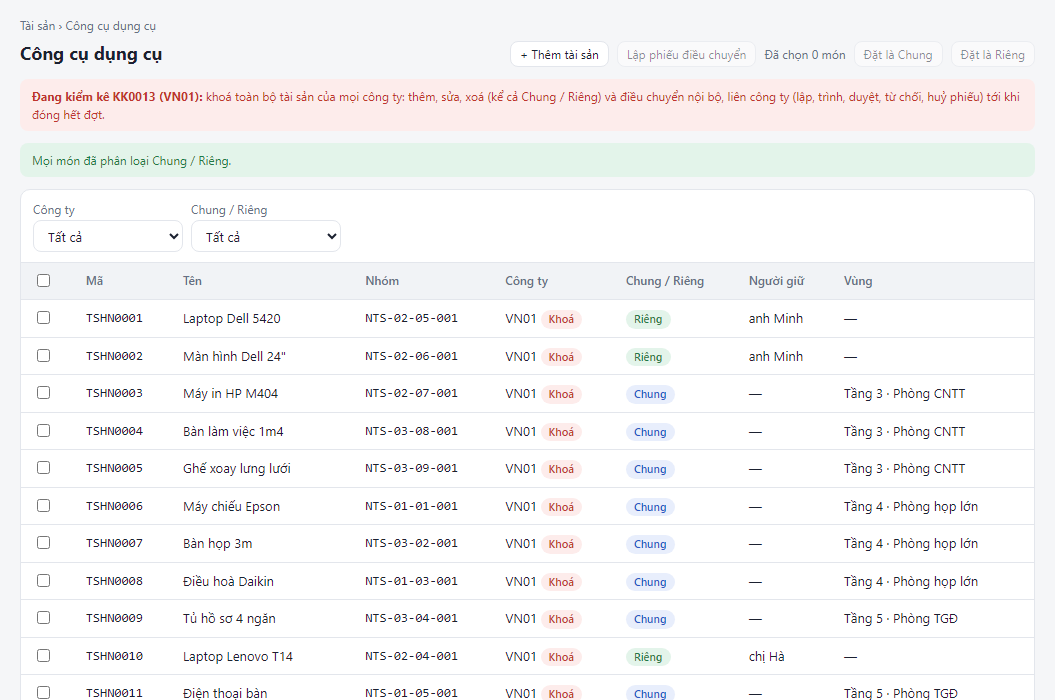 Tài sản › Công cụ dụng cụ
Công cụ dụng cụ
+ Thêm tài sản Lập phiếu điều chuyển Đã chọn 0 món Đặt là Chung Đặt là Riêng
Đang kiểm kê KK0013 (VN01): khoá toàn bộ tài sản của mọi công ty: thêm, sửa, xoá (kể cả Chung / Riêng) và điều chuyển nội bộ, liên công ty (lập, trình, duyệt, từ chối, huỷ phiếu) tới khi
đóng hết đợt.
Mọi món đã phân loại Chung / Riêng.
Công ty Chung / Riêng
Tất cả Tất cả
Mã Tên Nhóm Công ty Chung / Riêng Người giữ Vùng
TSHN0001 Laptop Dell 5420 NTS-02-05-001 VN01 Khoá Riêng anh Minh —
TSHN0002 Màn hình Dell 24" NTS-02-06-001 VN01 Khoá Riêng anh Minh —
TSHN0003 Máy in HP M404 NTS-02-07-001 VN01 Khoá Chung — Tầng 3 · Phòng CNTT
TSHN0004 Bàn làm việc 1m4 NTS-03-08-001 VN01 Khoá Chung — Tầng 3 · Phòng CNTT
TSHN0005 Ghế xoay lưng lưới NTS-03-09-001 VN01 Khoá Chung — Tầng 3 · Phòng CNTT
TSHN0006 Máy chiếu Epson NTS-01-01-001 VN01 Khoá Chung — Tầng 4 · Phòng họp lớn
TSHN0007 Bàn họp 3m NTS-03-02-001 VN01 Khoá Chung — Tầng 4 · Phòng họp lớn
TSHN0008 Điều hoà Daikin NTS-01-03-001 VN01 Khoá Chung — Tầng 4 · Phòng họp lớn
TSHN0009 Tủ hồ sơ 4 ngăn NTS-03-04-001 VN01 Khoá Chung — Tầng 5 · Phòng TGĐ
TSHN0010 Laptop Lenovo T14 NTS-02-04-001 VN01 Khoá Riêng chị Hà —
TSHN0011 Điện thoại bàn NTS-01-05-001 VN01 Khoá Chung — Tầng 5 · Phòng TGĐ